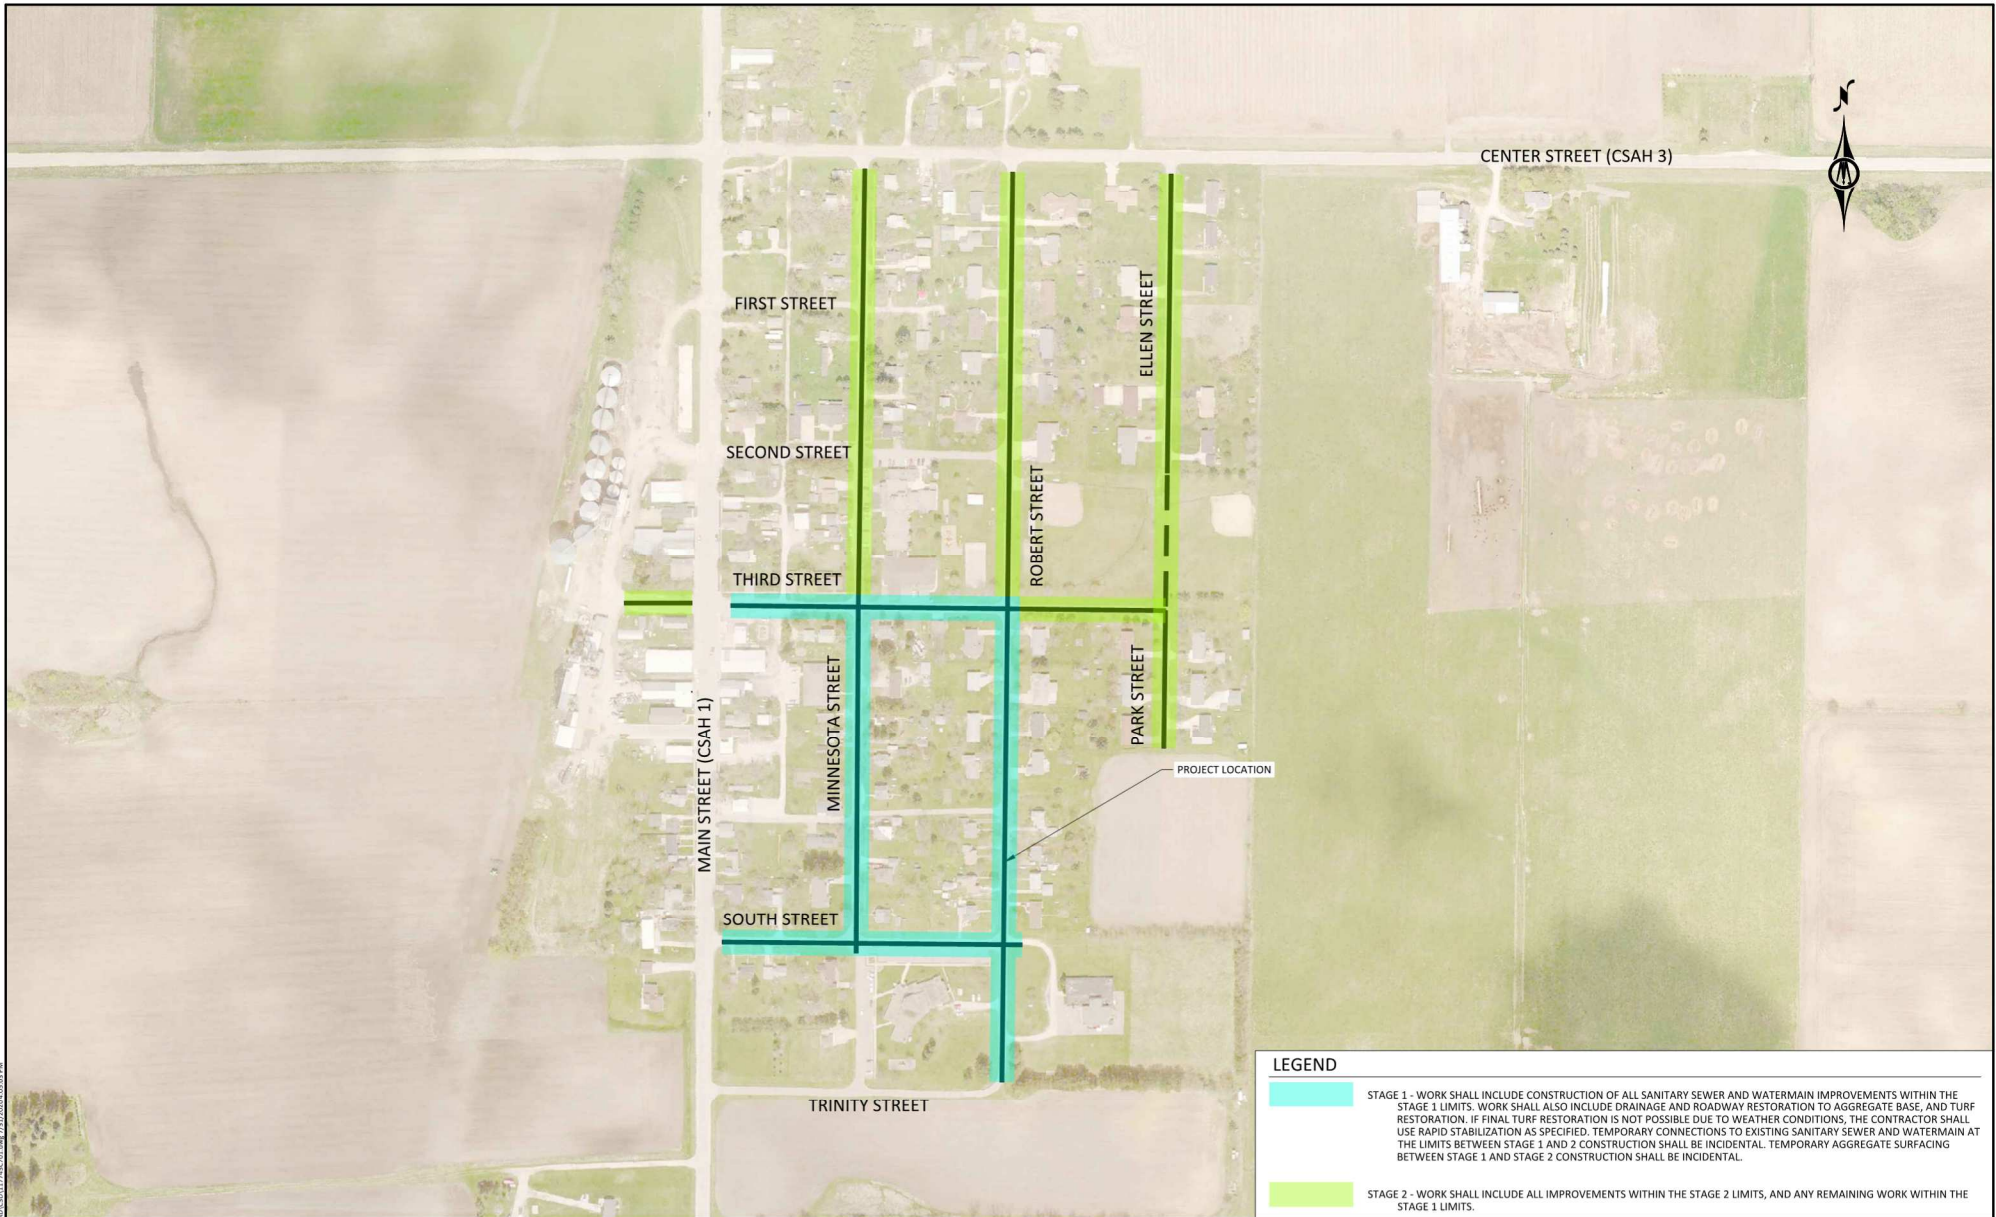 N
CENTER STREET (CSAH 3)
FIRST STREET
ELLEN STREET
SECOND STREET
ROBERT STREET
THIRD STREET
MINNESOTA STREET
PARK STREET
MAIN STREET (CSAH 1)
PROJECT LOCATION
SOUTH STREET
TRINITY STREET
LEGEND
STAGE 1 - WORK SHALL INCLUDE CONSTRUCTION OF ALL SANITARY SEWER AND WATERMAIN IMPROVEMENTS WITHIN THE
STAGE 1 LIMITS. WORK SHALL ALSO INCLUDE DRAINAGE AND ROADWAY RESTORATION TO AGGREGATE BASE, AND TURF
RESTORATION. IF FINAL TURF RESTORATION IS NOT POSSIBLE DUE TO WEATHER CONDITIONS, THE CONTRACTOR SHALL
USE RAPID STABILIZATION AS SPECIFIED. TEMPORARY CONNECTIONS TO EXISTING SANITARY SEWER AND WATERMAIN AT
THE LIMITS BETWEEN STAGE 1 AND 2 CONSTRUCTION SHALL BE INCIDENTAL. TEMPORARY AGGREGATE SURFACING
BETWEEN STAGE 1 AND STAGE 2 CONSTRUCTION SHALL BE INCIDENTAL.
STAGE 2 - WORK SHALL INCLUDE ALL IMPROVEMENTS WITHIN THE STAGE 2 LIMITS, AND ANY REMAINING WORK WITHIN THE
STAGE 1 LIMITS.